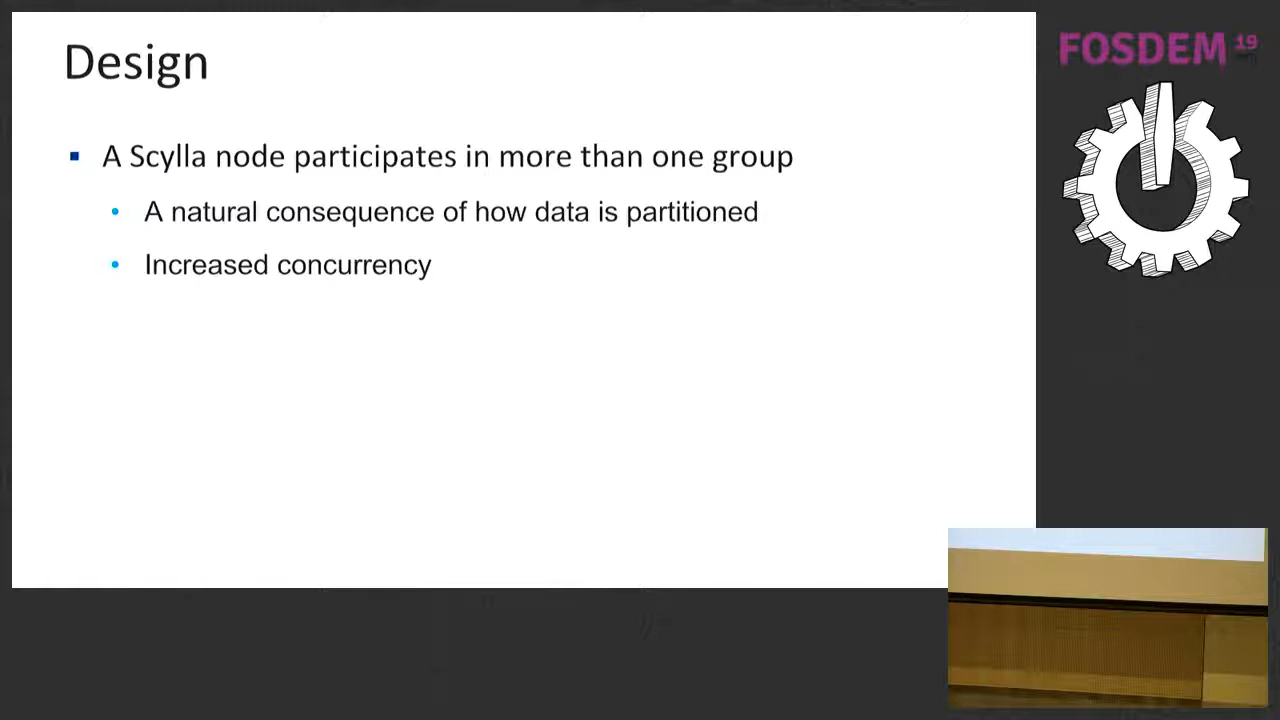 Design
A Scylla node participates in more than one group
A natural consequence of how data is partitioned
Increased concurrency
FOSDEM 19